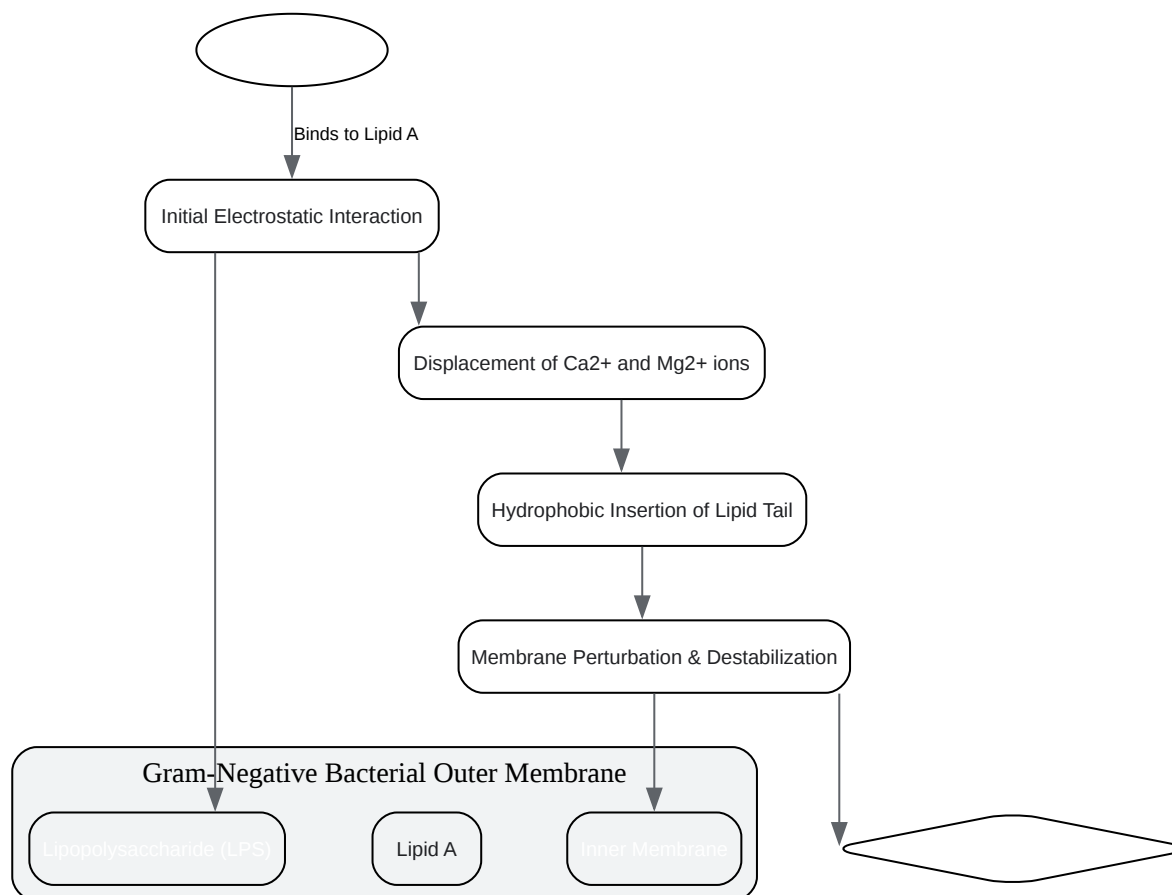 Binds to Lipid A
Initial Electrostatic Interaction
Displacement of Ca2+ and Mg2+ ions
Hydrophobic Insertion of Lipid Tail
Membrane Perturbation & Destabilization
Gram-Negative Bacterial Outer Membrane
Lipopolysaccharide (LPS)
Lipid A
Inner Membrane